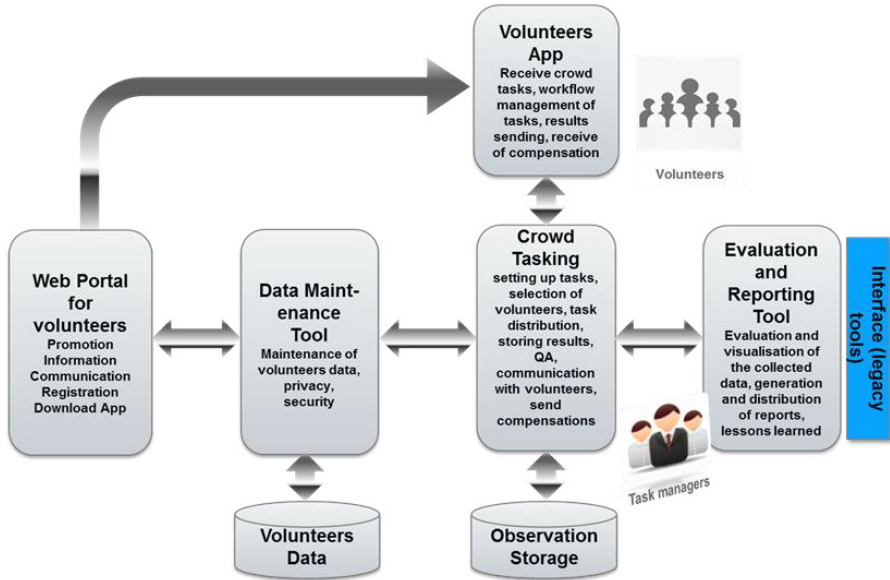 Volunteers
App
Receive crowd
tasks, workflow
management of
tasks, results
sending, receive
of compensation
Volunteers
Web Portal
for
volunteers
Promotion
Information
Communication
Registration
Download App
Data Maint-
enance
Tool
Maintenance of
volunteers data,
privacy,
security
Crowd
Tasking
setting up tasks,
selection of
volunteers, task
distribution,
storing results,
QA,
communication
with volunteers,
send
compensations
Evaluation
and
Reporting
Tool
Evaluation and
visualisation of
the collected
data, generation
and distribution
of reports,
lessons learned
Interface (legacy
tools)
Task managers
Volunteers
Data
Observation
Storage